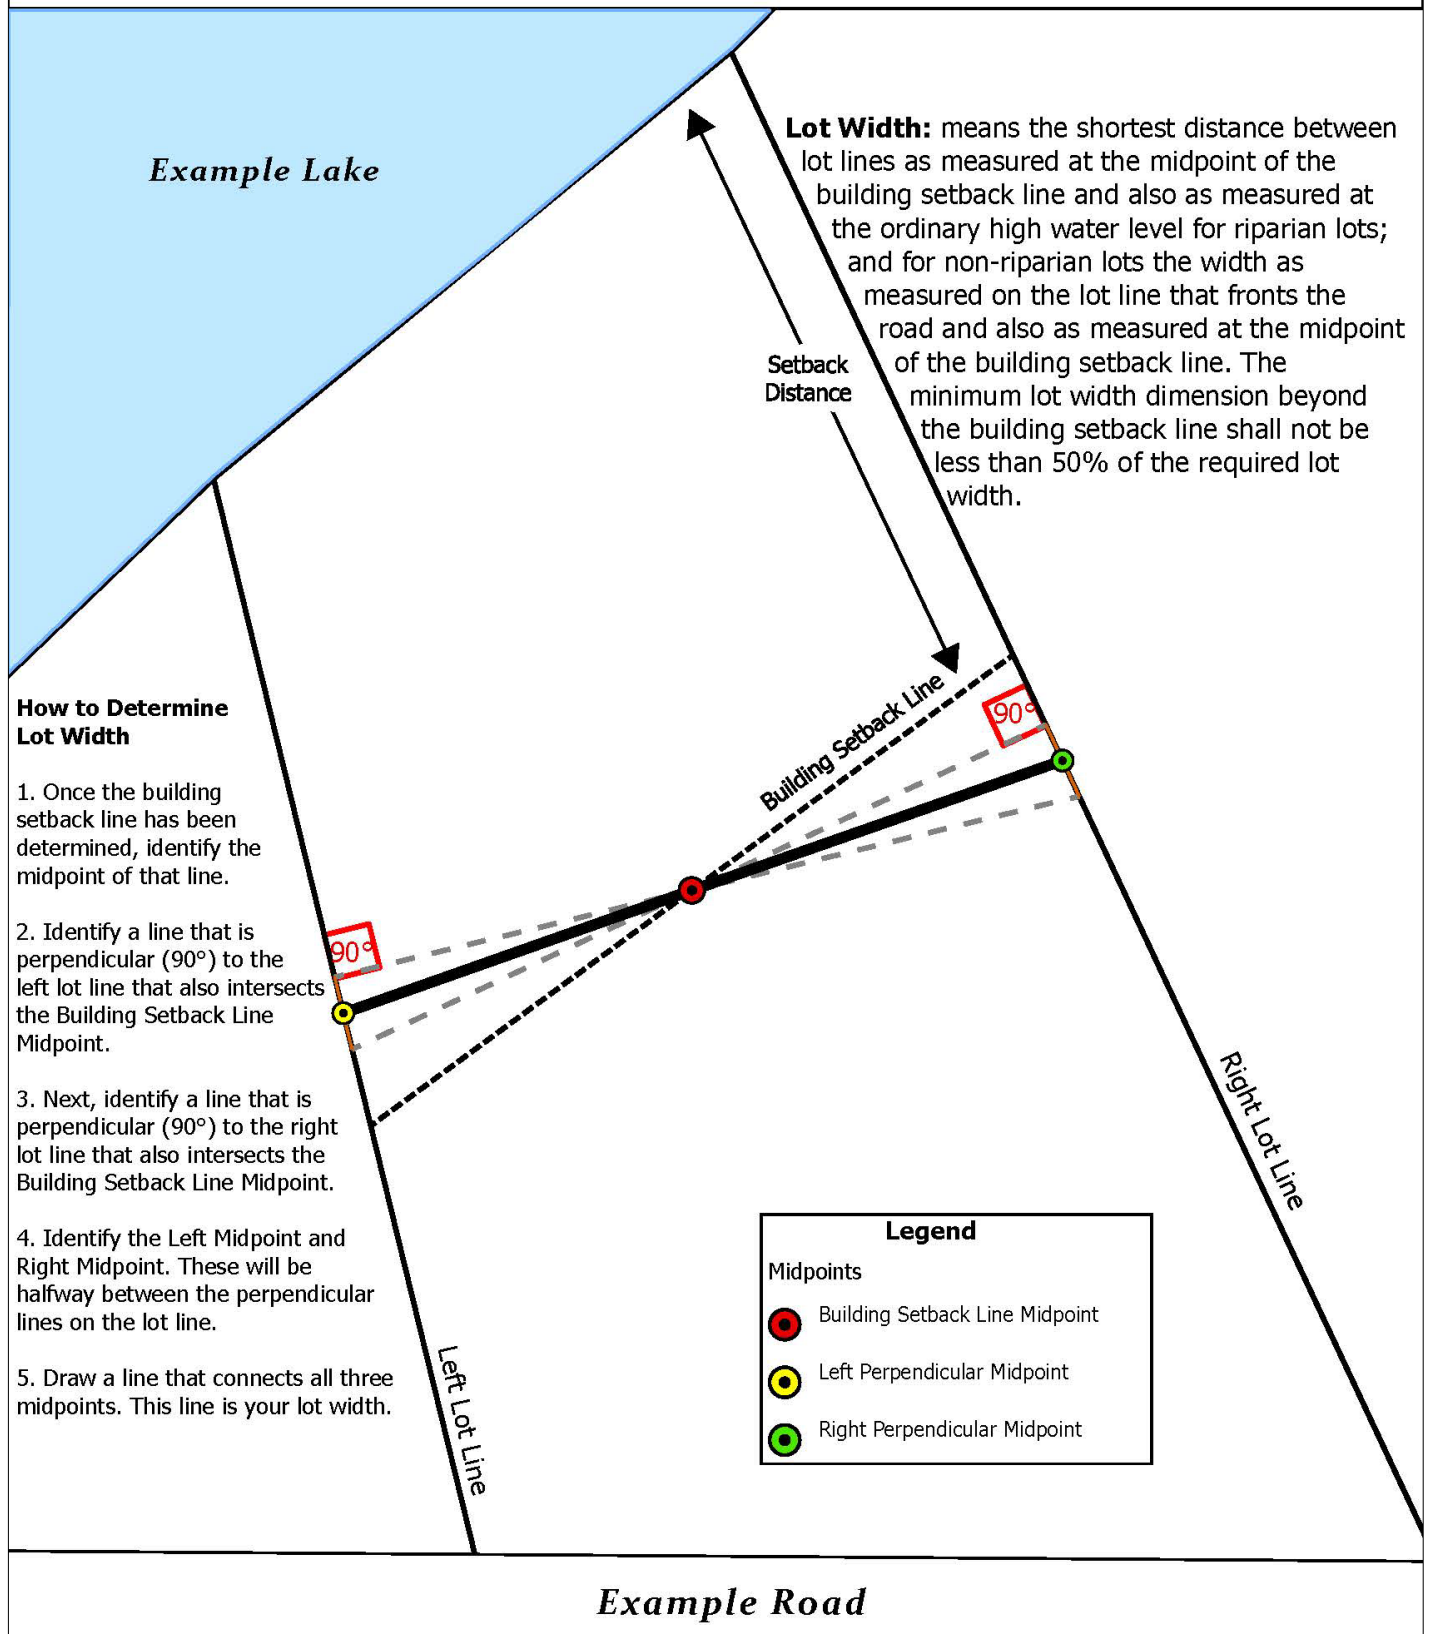 Example Lake
Lot Width: means the shortest distance between
lot lines as measured at the midpoint of the
building setback line and also as measured at
the ordinary high water level for riparian lots;
and for non-riparian lots the width as
measured on the lot line that fronts the
road and also as measured at the midpoint
of the building setback line. The
minimum lot width dimension beyond
the building setback line shall not be
less than 50% of the required lot
width.
Setback
Distance
Building Setback Line
90°
90°
How to Determine
Lot Width
1. Once the building
setback line has been
determined, identify the
midpoint of that line.
2. Identify a line that is
perpendicular (90°) to the
left lot line that also intersects
the Building Setback Line
Midpoint.
3. Next, identify a line that is
perpendicular (90°) to the right
lot line that also intersects the
Building Setback Line Midpoint.
4. Identify the Left Midpoint and
Right Midpoint. These will be
halfway between the perpendicular
lines on the lot line.
5. Draw a line that connects all three
midpoints. This line is your lot width.
Left Lot Line
Right Lot Line
Legend
Midpoints
Building Setback Line Midpoint
Left Perpendicular Midpoint
Right Perpendicular Midpoint
Example Road